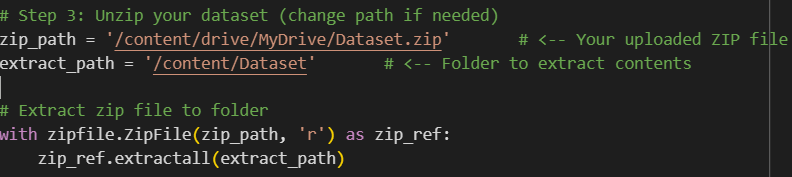 # Step 3: Unzip your dataset (change path if needed)
zip_path = '/content/drive/MyDrive/Dataset.zip'       # <-- Your uploaded ZIP file
extract_path = '/content/Dataset'       # <-- Folder to extract contents
# Extract zip file to folder
with zipfile.ZipFile(zip_path, 'r') as zip_ref:
    zip_ref.extractall(extract_path)